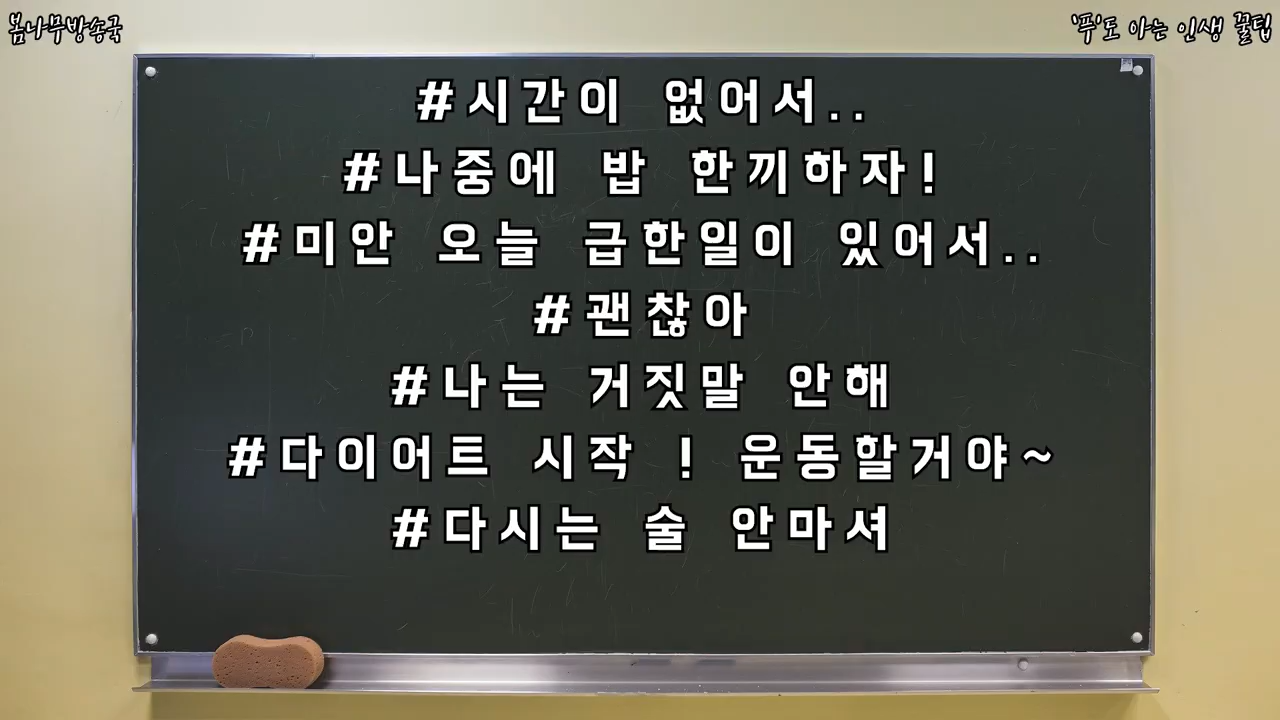 봄나무방송국
'푸'도 아는 인생 꿀팁
#시간이 없어서..
#나중에 밥 한끼하자!
#미안 오늘 급한일이 있어서..
#괜찮아
#나는 거짓말 안해
#다이어트 시작 ! 운동할거야~
#다시는 술 안마셔